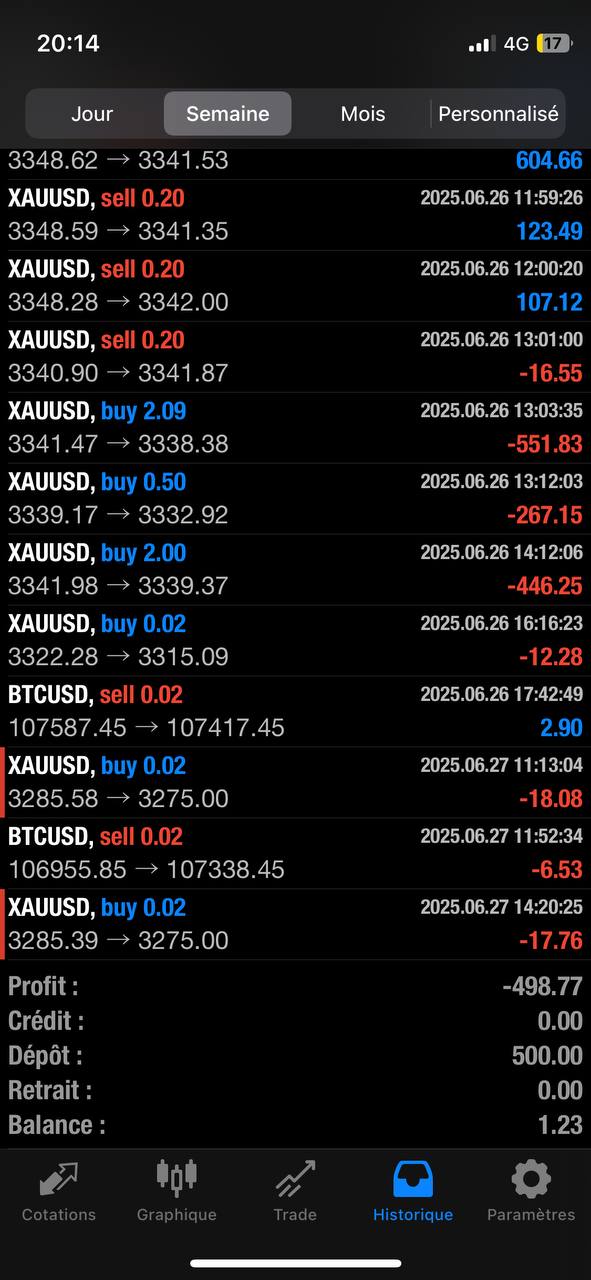 20:14
4G 17
Jour Semaine Mois Personnalisé
3348.62 → 3341.53 604.66
XAUUSD, sell 0.20 2025.06.26 11:59:26
3348.59 → 3341.35 123.49
XAUUSD, sell 0.20 2025.06.26 12:00:20
3348.28 → 3342.00 107.12
XAUUSD, sell 0.20 2025.06.26 13:01:00
3340.90 → 3341.87 -16.55
XAUUSD, buy 2.09 2025.06.26 13:03:35
3341.47 → 3338.38 -551.83
XAUUSD, buy 0.50 2025.06.26 13:12:03
3339.17 → 3332.92 -267.15
XAUUSD, buy 2.00 2025.06.26 14:12:06
3341.98 → 3339.37 -446.25
XAUUSD, buy 0.02 2025.06.26 16:16:23
3322.28 → 3315.09 -12.28
BTCUSD, sell 0.02 2025.06.26 17:42:49
107587.45 → 107417.45 2.90
XAUUSD, buy 0.02 2025.06.27 11:13:04
3285.58 → 3275.00 -18.08
BTCUSD, sell 0.02 2025.06.27 11:52:34
106955.85 → 107338.45 -6.53
XAUUSD, buy 0.02 2025.06.27 14:20:25
3285.39 → 3275.00 -17.76
Profit : -498.77
Crédit : 0.00
Dépôt : 500.00
Retrait : 0.00
Balance : 1.23
Cotations Graphique Trade Historique Paramètres